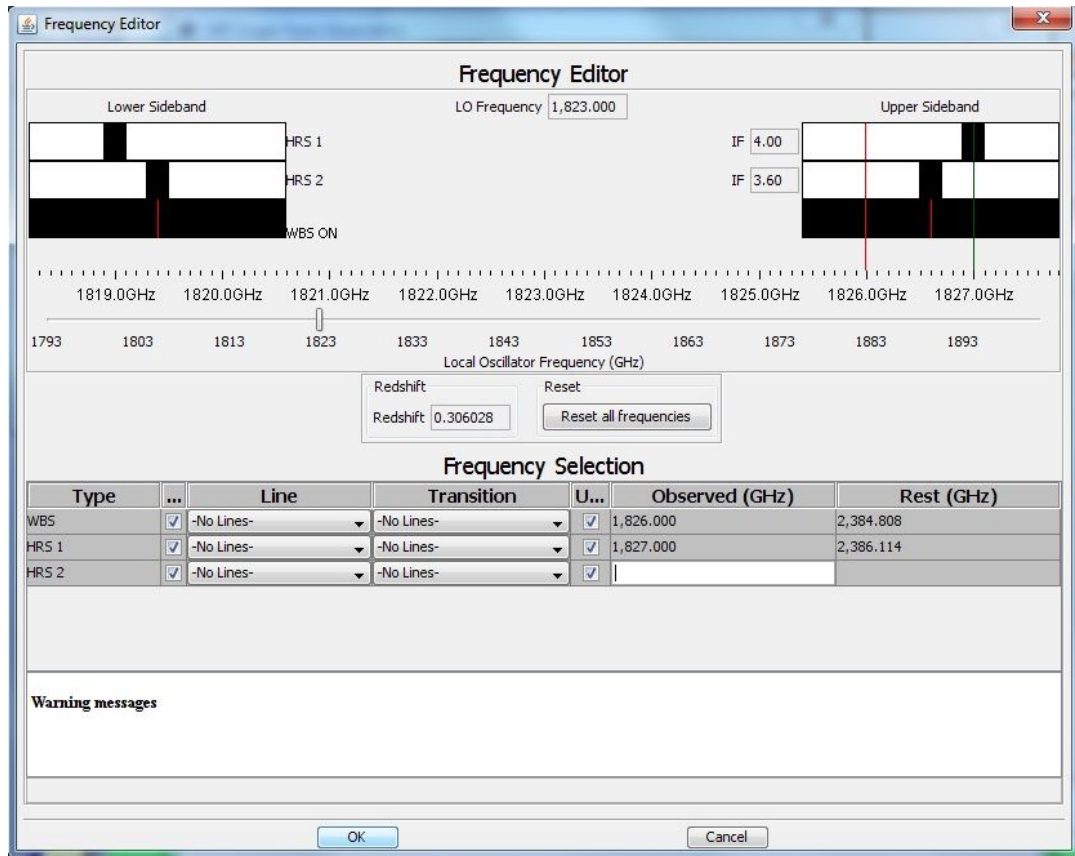 Frequency Editor
Frequency Editor
Lower Sideband LO Frequency 1,823.000 Upper Sideband
HRS 1 IF 4.00
HRS 2 IF 3.60
WBS ON
1819.0GHz 1820.0GHz 1821.0GHz 1822.0GHz 1823.0GHz 1824.0GHz 1825.0GHz 1826.0GHz 1827.0GHz
1793 1803 1813 1823 1833 1843 1853 1863 1873 1883 1893
Local Oscillator Frequency (GHz)
Redshift Reset
Redshift 0.306028 Reset all frequencies
Frequency Selection
Type ... Line Transition U... Observed (GHz) Rest (GHz)
WBS -No Lines- -No Lines- 1,826.000 2,384.808
HRS 1 -No Lines- -No Lines- 1,827.000 2,386.114
HRS 2 -No Lines- -No Lines-
Warning messages
OK Cancel